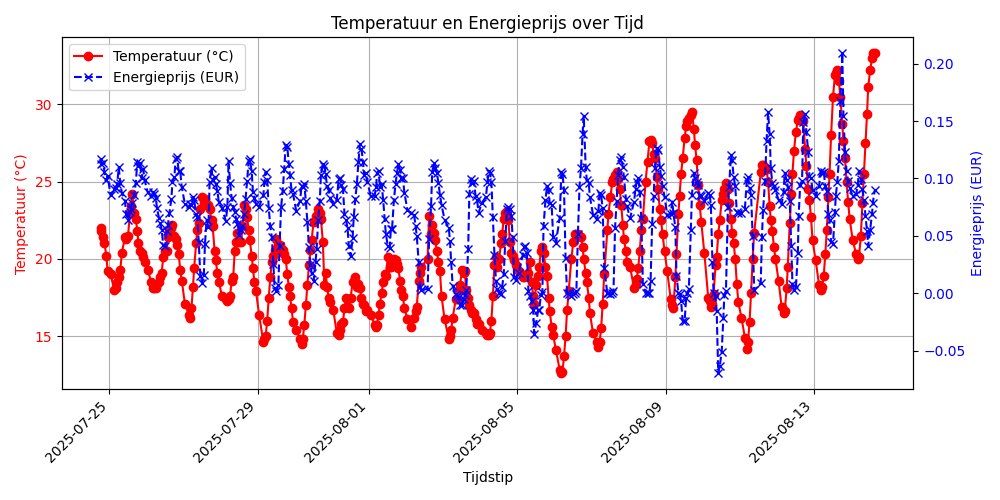 Temperatuur en Energieprijs over Tijd
Temperatuur (°C)
Energieprijs (EUR)
Temperatuur (°C)
30
25
20
15
0.20
0.15
0.10
0.05
0.00
−0.05
Energieprijs (EUR)
2025-07-25
2025-07-29
2025-08-01
2025-08-05
2025-08-09
2025-08-13
Tijdstip